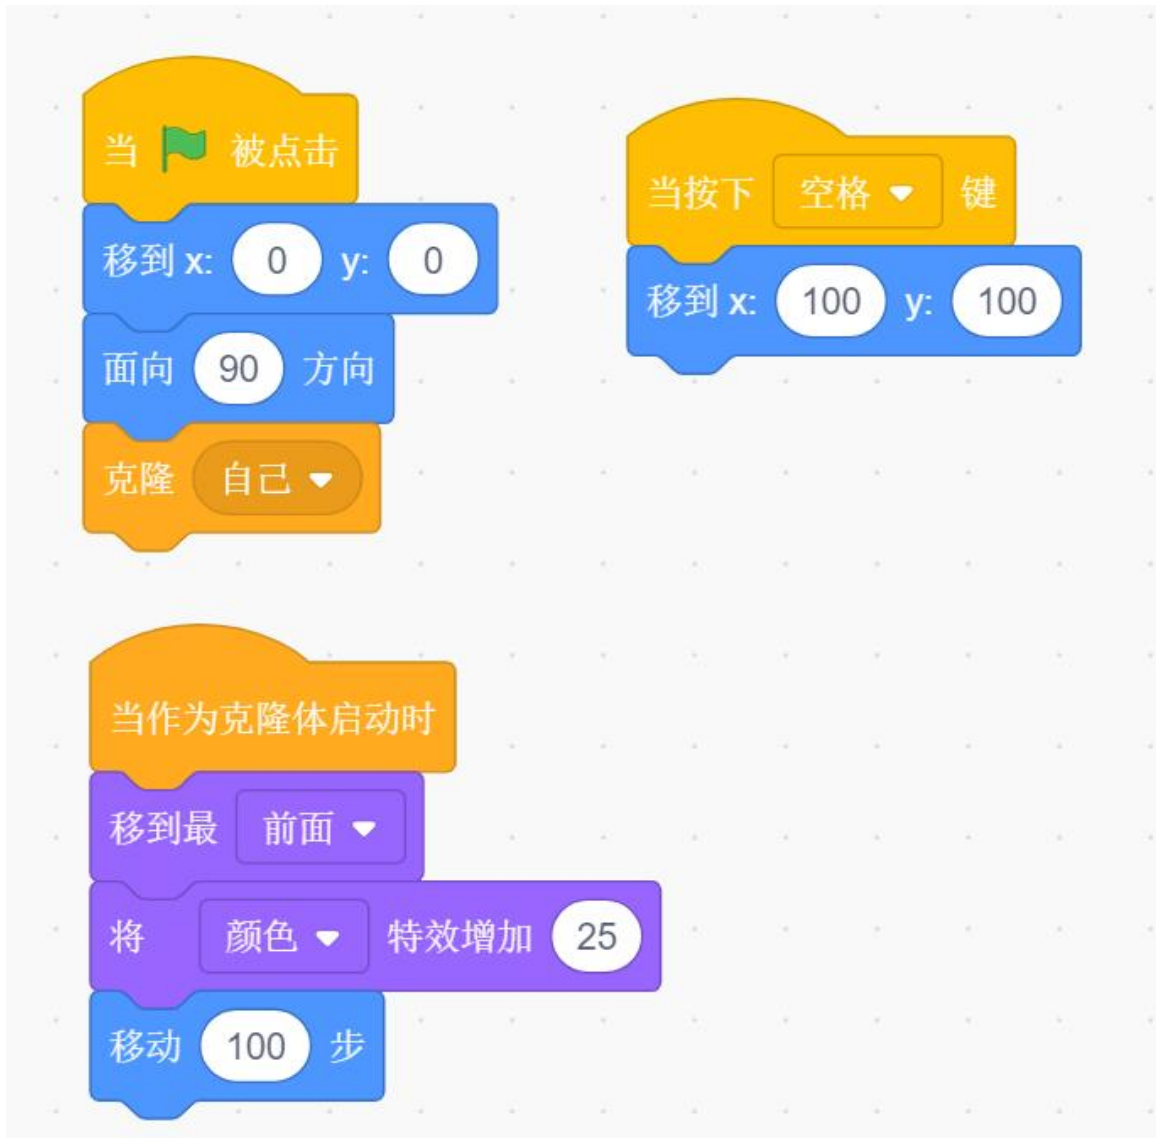 当 被点击
移到 x: 0 y: 0
面向 90 方向
克隆 自己
当按下 空格 键
移到 x: 100 y: 100
当作为克隆体启动时
移到最 前面
将 颜色 特效增加 25
移动 100 步